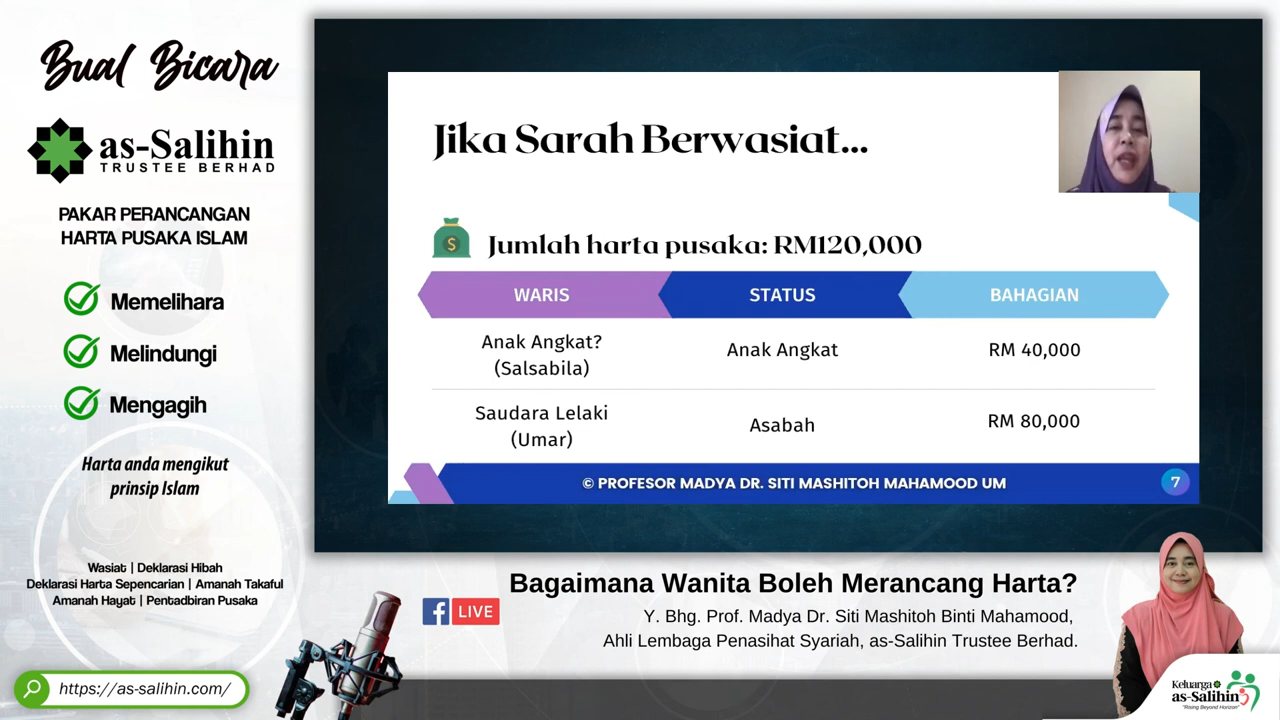 Bual Bicara
as-Salihin
TRUSTEE BERHAD
PAKAR PERANCANGAN
HARTA PUSAKA ISLAM
Memelihara
Melindungi
Mengagih
Harta anda mengikut
prinsip Islam
Wasiat | Deklarasi Hibah
Deklarasi Harta Sepencarian | Amanah Takaful
Amanah Hayat | Pentadbiran Pusaka
https://as-salihin.com/
Jika Sarah Berwasiat...
$
Jumlah harta pusaka: RM120,000
WARIS STATUS BAHAGIAN
Anak Angkat?
(Salsabila)
Anak Angkat
RM 40,000
Saudara Lelaki
(Umar)
Asabah
RM 80,000
© PROFESOR MADYA DR. SITI MASHITOH MAHAMOOD UM
7
Bagaimana Wanita Boleh Merancang Harta?
f LIVE
Y. Bhg. Prof. Madya Dr. Siti Mashitoh Binti Mahamood,
Ahli Lembaga Penasihat Syariah, as-Salihin Trustee Berhad.
Keluarga
as-Salihin
"Rising Beyond Horizon"